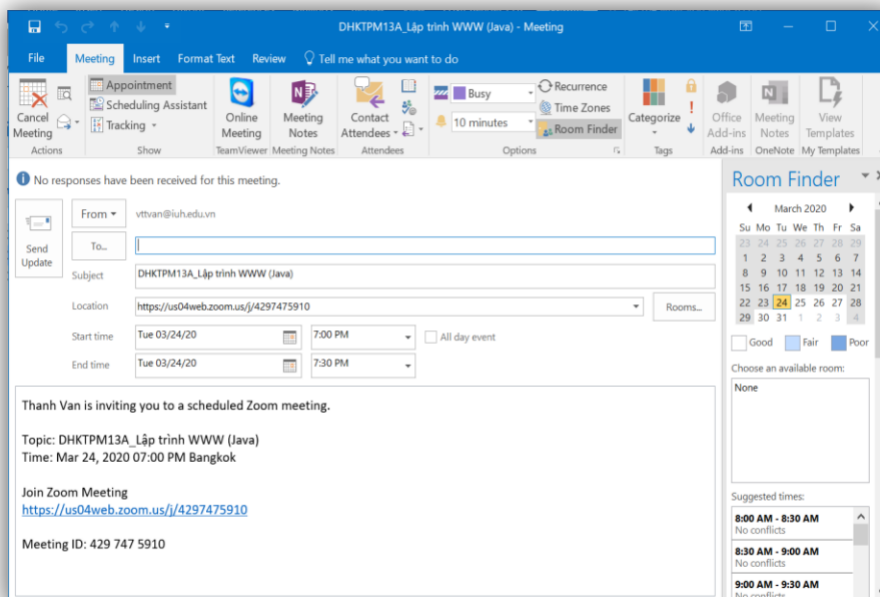 DHKTPM13A_Lập trình WWW (Java) - Meeting
File Meeting Insert Format Text Review Tell me what you want to do
Cancel Meeting
Actions
Appointment
Scheduling Assistant
Tracking
Show
Online Meeting
TeamViewer
Meeting Notes
Meeting Notes
Contact Attendees
Attendees
Busy
10 minutes
Recurrence
Time Zones
Room Finder
Options
Categorize
Tags
Office Add-ins
Add-ins
Meeting Notes
OneNote
View Templates
My Templates
No responses have been received for this meeting.
Send Update
From vttvan@iuh.edu.vn
To...
Subject DHKTPM13A_Lập trình WWW (Java)
Location https://us04web.zoom.us/j/4297475910 Rooms...
Start time Tue 03/24/20 7:00 PM All day event
End time Tue 03/24/20 7:30 PM
Thanh Van is inviting you to a scheduled Zoom meeting.
Topic: DHKTPM13A_Lập trình WWW (Java)
Time: Mar 24, 2020 07:00 PM Bangkok
Join Zoom Meeting
https://us04web.zoom.us/j/4297475910
Meeting ID: 429 747 5910
Room Finder
March 2020
Su Mo Tu We Th Fr Sa
23 24 25 26 27 28 29
1 2 3 4 5 6 7
8 9 10 11 12 13 14
15 16 17 18 19 20 21
22 23 24 25 26 27 28
29 30 31 1 2 3 4
Good Fair Poor
Choose an available room:
None
Suggested times:
8:00 AM - 8:30 AM
No conflicts
8:30 AM - 9:00 AM
No conflicts
9:00 AM - 9:30 AM
No conflicts